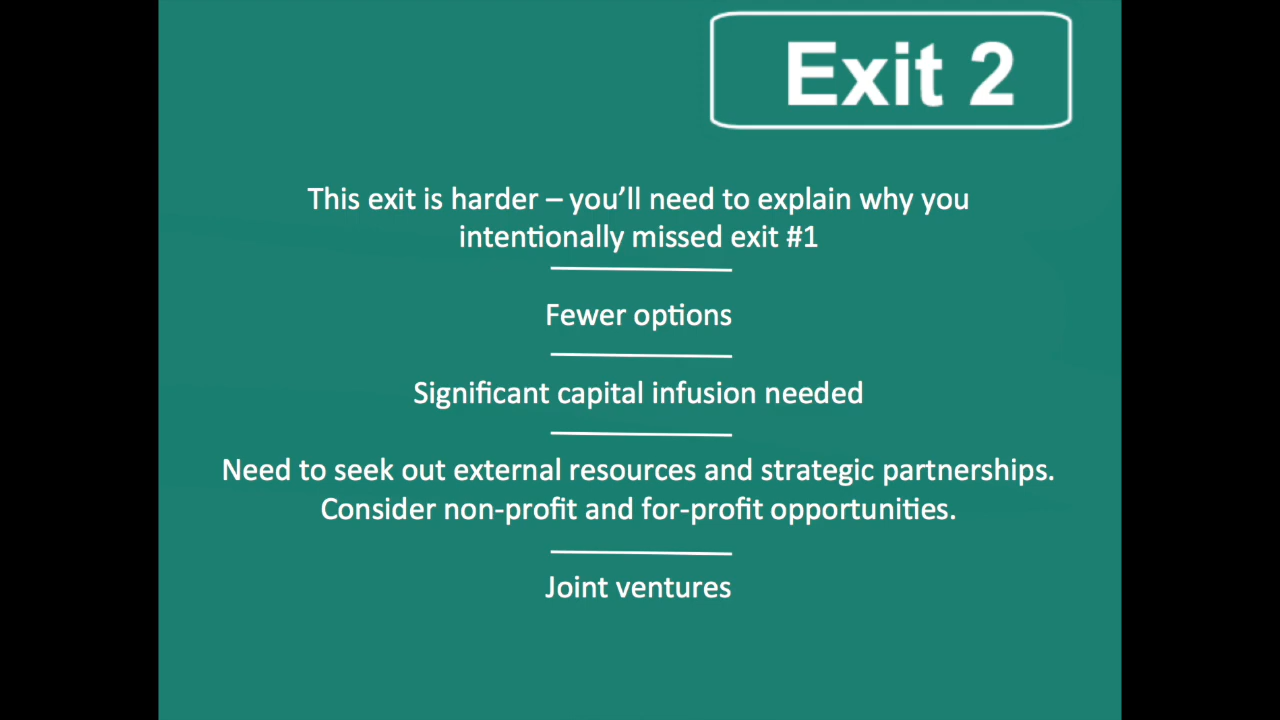 Exit 2
This exit is harder – you’ll need to explain why you
intentionally missed exit #1
Fewer options
Significant capital infusion needed
Need to seek out external resources and strategic partnerships.
Consider non-profit and for-profit opportunities.
Joint ventures